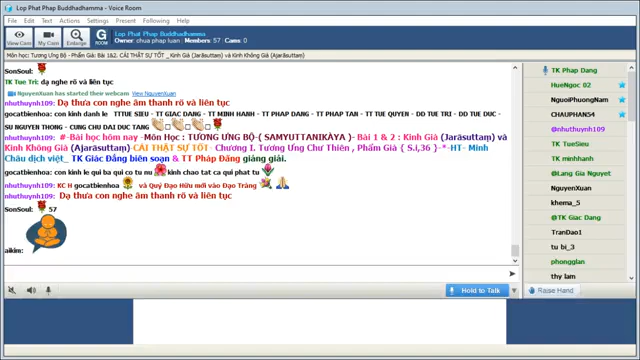 Lop Phat Phap Buddhadhamma - Voice Room
File Edit Text Actions Settings Present Following Help
View Cam
My Cam
Enlarge
G ROOM
Lop Phat Phap Buddhadhamma
Owner: chua phap luan Members: 57 Cams: 0
Môn học: Tương Ưng Bộ - Phẩm Già: Bài 1&2. CÁI THẬT SỰ TỐT _ Kinh Già (Jarāsuttaṃ) và Kinh Không Già (Ajarāsuttaṃ)
SonSoul:
TK Tue Tri: dạ nghe rõ và liên tục
NguyenXuan has started their webcam View NguyenXuan
nhuthuynh109: Dạ thưa con nghe âm thanh rõ và liên tục
gocatbienhoa: con kinh danh le TTTUE SIEU - TT GIAC DANG - TT MINH HANH - TT PHAP DANG - TT PHAP TAN - TT TUE QUYEN - DD TUE TRI - DD TUE DUC -
SU NGUYEN THONG - CUNG CHU DAI DUC TANG
nhuthuynh109: #-Bài học hôm nay -Môn Học : TƯƠNG ƯNG BỘ-( SAMYUTTANIKĀYA )- Bài 1 & 2 : Kinh Già (Jarāsuttaṃ) và
Kinh Không Già (Ajarāsuttaṃ)-CÁI THẬT SỰ TỐT- Chương I. Tương Ưng Chư Thiên , Phẩm Già ( S.i,36 ) -*-HT- Minh
Châu dịch việt_ TK Giác Đẳng biên soạn & TT Pháp Đăng giảng giải.
gocatbienhoa: con kinh le qui ba qui co tu nu kinh chao tat ca qui phat tu
nhuthuynh109: KC H gocatbienhoa và Quý Đạo Hữu mới vào Đạo Tràng
nhuthuynh109: Dạ thưa con nghe âm thanh rõ và liên tục
SonSoul: 57
aikim:
Hold to Talk
TK Phap Dang
HueNgoc 02
NguoiPhuongNam
CHAUPHAN54
@nhuthuynh109
TK TueSieu
TK minhhanh
@Lang Gia Nguyet
NguyenXuan
khema_5
@TK Giac Dang
TranDao1
tu bi_3
phongglan
thy lam
Raise Hand